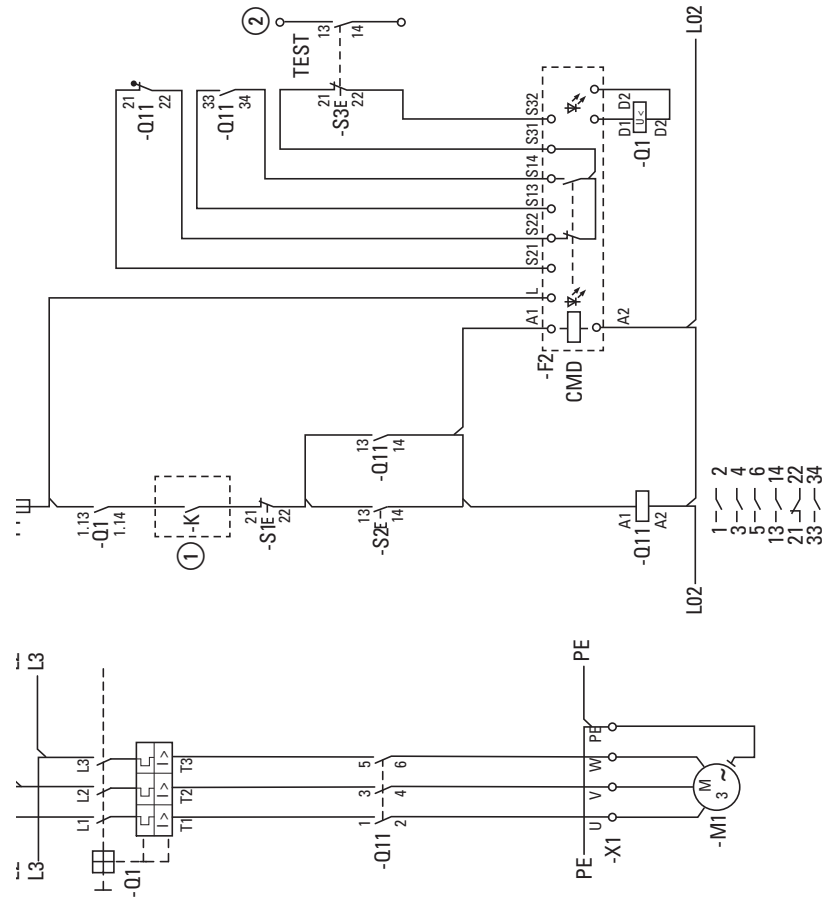 2
13
14
TEST
21
22
-Q11
33
34
-Q11
21
22
-S3
E
L
S21
S22
S13
S14
S31
S32
A1
A2
D1
D2
D2
U <
-Q1
-F2
CMD
L02
1.13
1.14
-Q1
-K
1
21
22
-S1
E
13
14
-Q11
13
14
-S2
E
A1
A2
-Q11
L02
1 2
3 4
5 6
13 14
21 22
33 34
L3
L3
L1
L2
L3
I >
I >
I >
T1
T2
T3
-Q1
1
2
3
4
5
6
-Q11
PE
PE
U
V
W
PE
-X1
M
3 ~
-M1